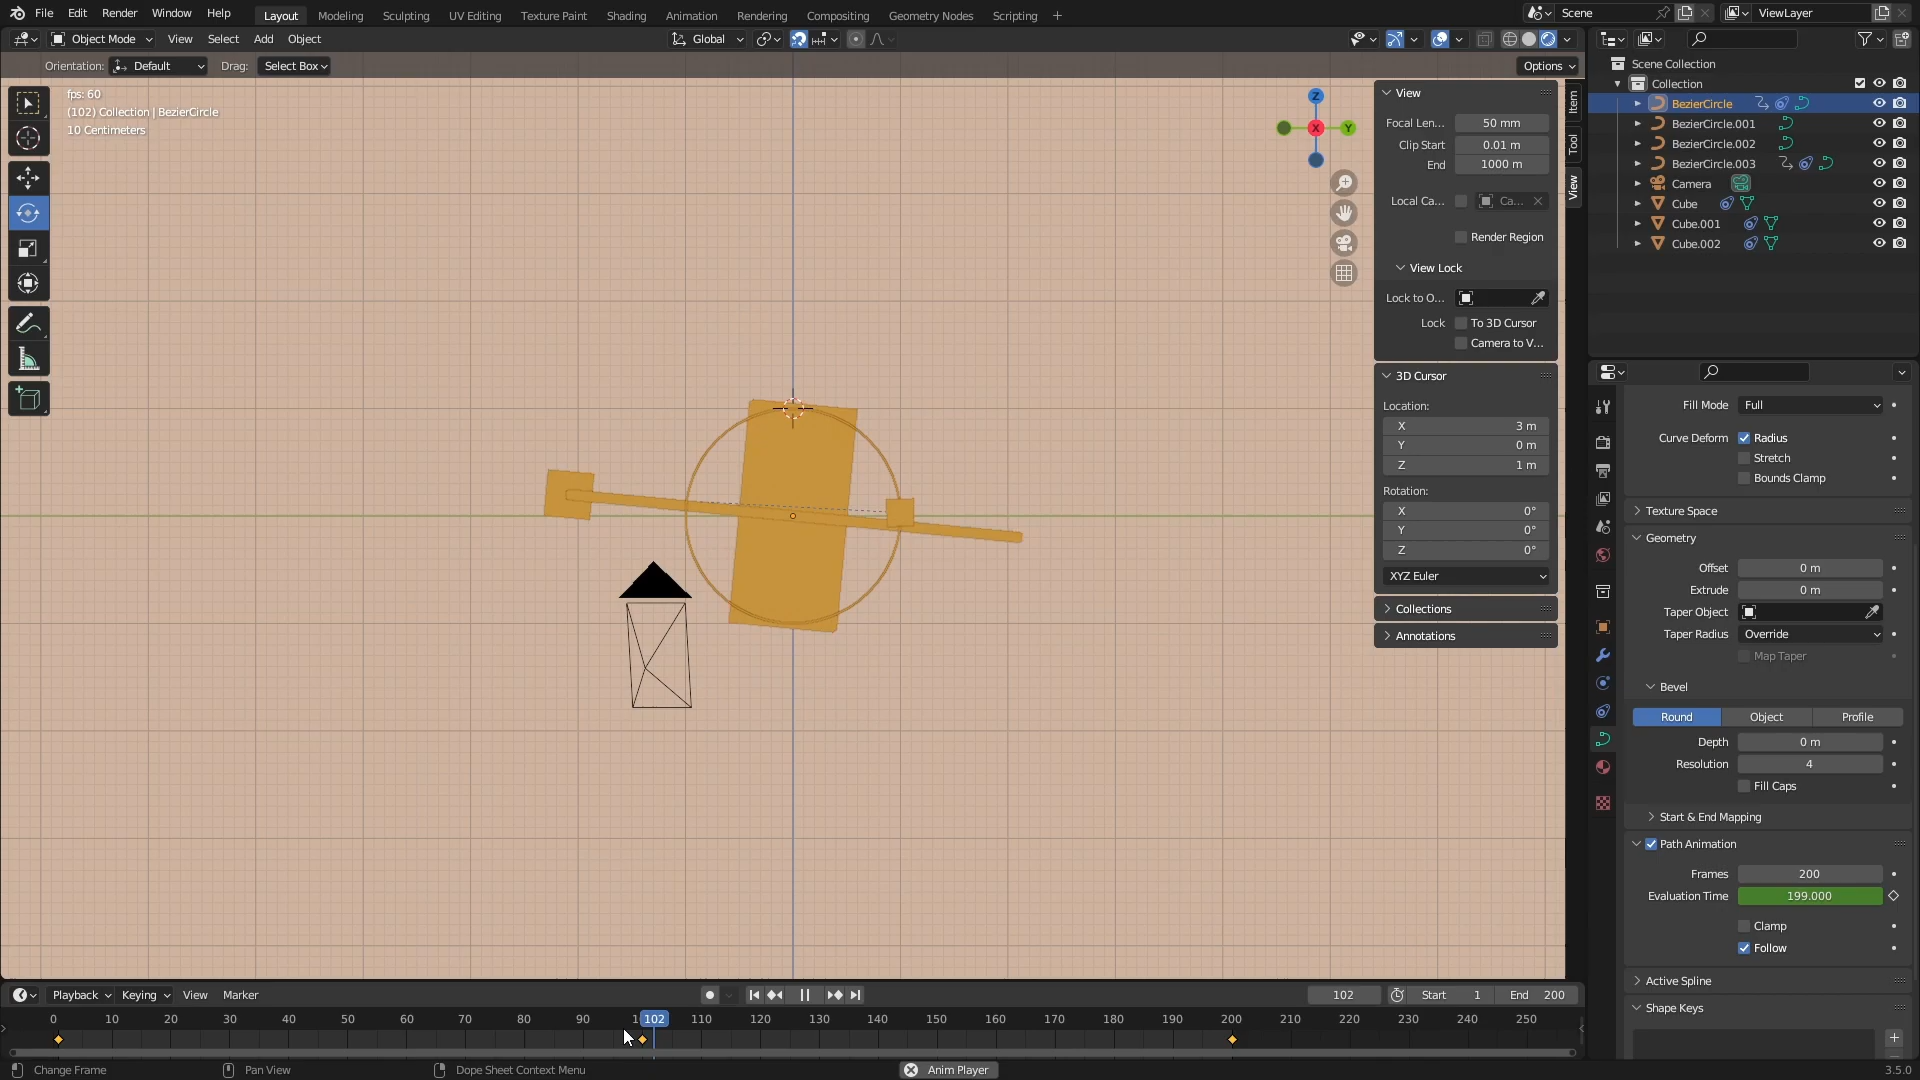 File Edit Render Window Help Layout Modeling Sculpting UV Editing Texture Paint Shading Animation Rendering Compositing Geometry Nodes Scripting + Scene ViewLayer
Object Mode View Select Add Object Global
Orientation: Default Drag: Select Box Options
fps: 60
(102) Collection | BezierCircle
10 Centimeters
Z
X
Y
View
Focal Len... 50 mm
Clip Start 0.01 m
End 1000 m
Local Ca... Ca...
Render Region
View Lock
Lock to O...
Lock To 3D Cursor
Camera to V...
3D Cursor
Location:
X 3 m
Y 0 m
Z 1 m
Rotation:
X 0°
Y 0°
Z 0°
XYZ Euler
Collections
Annotations
Item
Tool
View
Scene Collection
Collection
BezierCircle
BezierCircle.001
BezierCircle.002
BezierCircle.003
Camera
Cube
Cube.001
Cube.002
Fill Mode Full
Curve Deform Radius
Stretch
Bounds Clamp
Texture Space
Geometry
Offset 0 m
Extrude 0 m
Taper Object
Taper Radius Override
Map Taper
Bevel
Round Object Profile
Depth 0 m
Resolution 4
Fill Caps
Start & End Mapping
Path Animation
Frames 200
Evaluation Time 199.000
Clamp
Follow
Active Spline
Shape Keys
Playback Keying View Marker 102 Start 1 End 200
0 10 20 30 40 50 60 70 80 90 102 110 120 130 140 150 160 170 180 190 200 210 220 230 240 250
Change Frame Pan View Dope Sheet Context Menu Anim Player 3.5.0